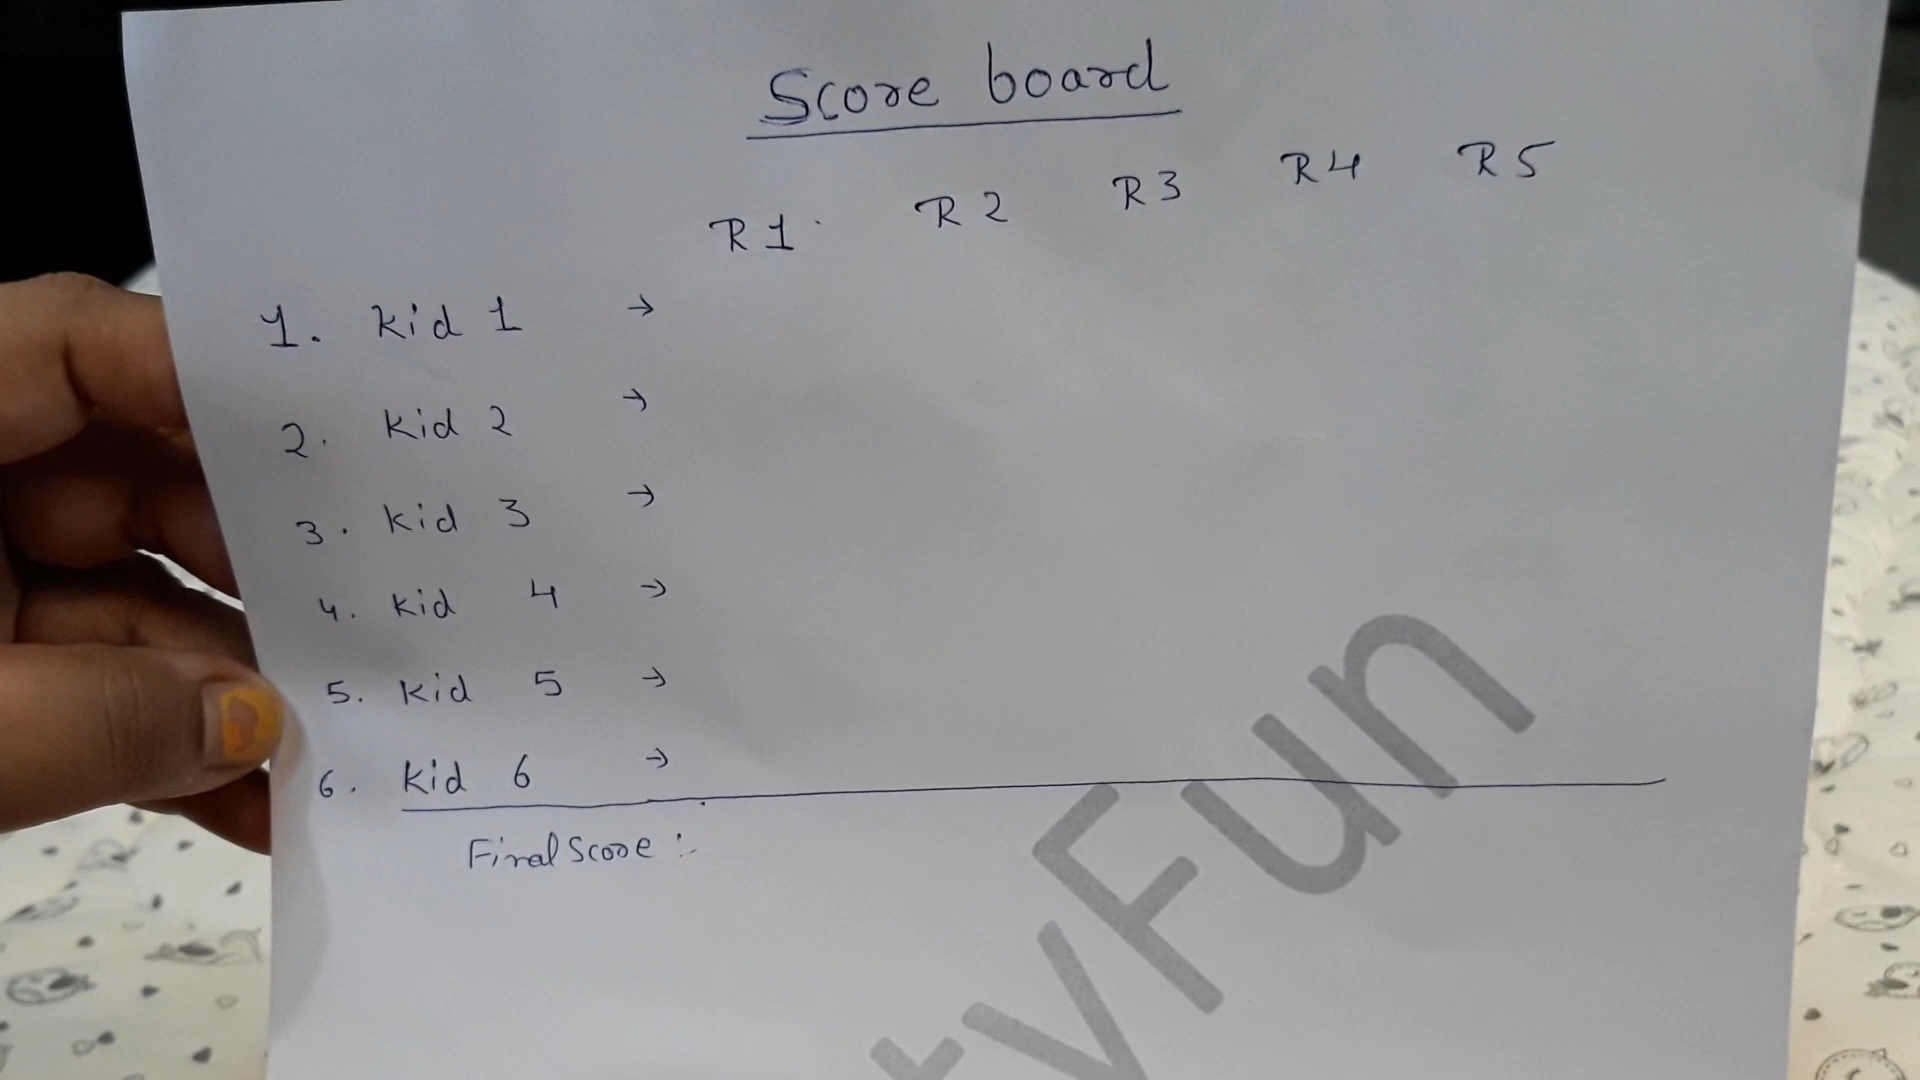 Score board
R1 R2 R3 R4 R5
1. Kid 1 →
2. Kid 2 →
3. Kid 3 →
4. Kid 4 →
5. Kid 5 →
6. Kid 6 →
Final Score :-
tyFun